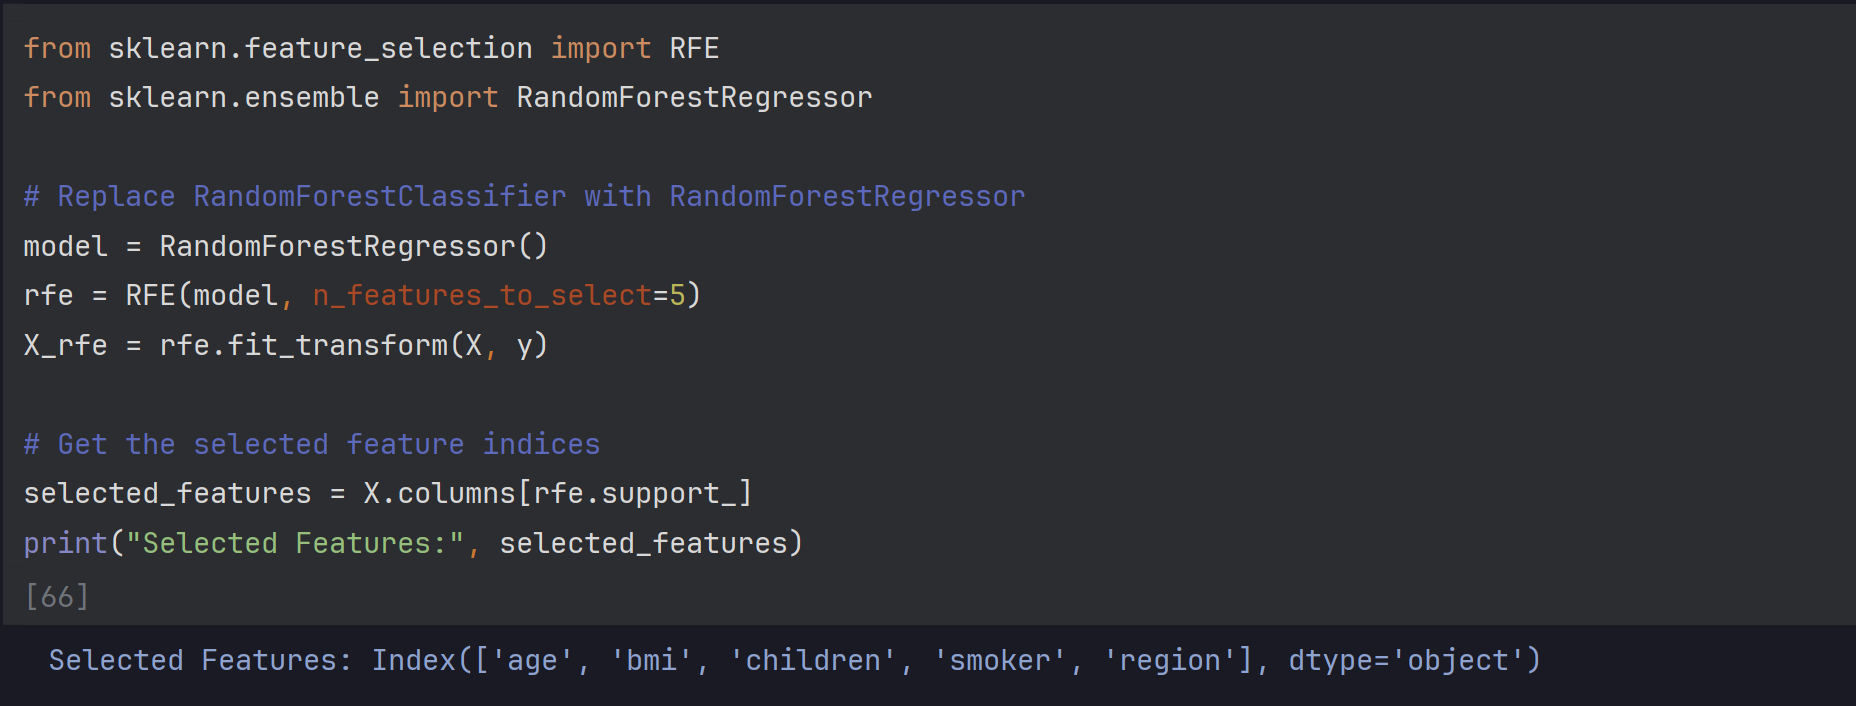 from sklearn.feature_selection import RFE
from sklearn.ensemble import RandomForestRegressor
# Replace RandomForestClassifier with RandomForestRegressor
model = RandomForestRegressor()
rfe = RFE(model, n_features_to_select=5)
X_rfe = rfe.fit_transform(X, y)
# Get the selected feature indices
selected_features = X.columns[rfe.support_]
print("Selected Features:", selected_features)
[66]
Selected Features: Index(['age', 'bmi', 'children', 'smoker', 'region'], dtype='object')